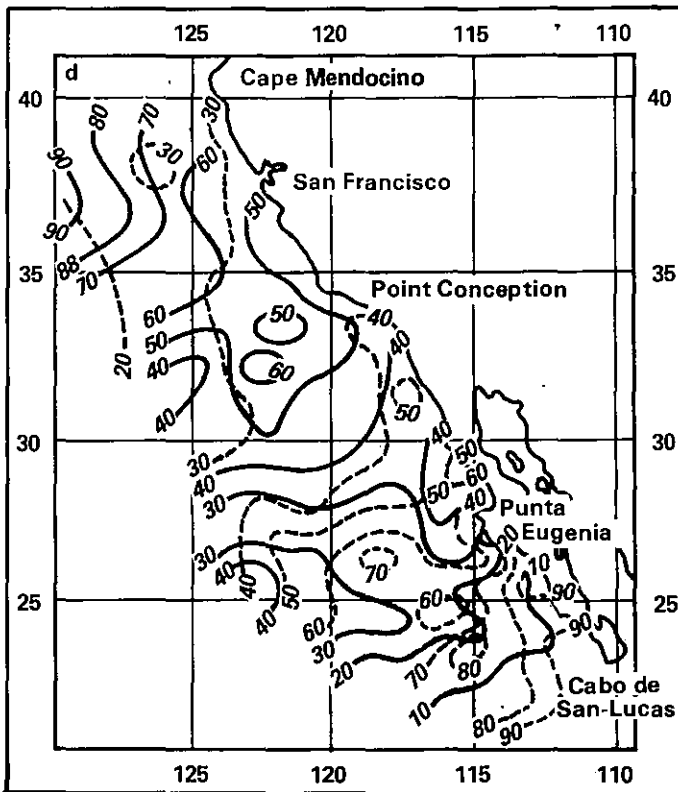 125 120 115 110
d
Cape Mendocino
40 80 70 30 40
90 30 60
San Francisco
50
90
35 88 70 35
Point Conception
60 50 40
50 40
20 40 60
40 50
30 40 30
30 50
40 50 60
30 40
Punta
Eugenia
20
30 10
40 70 90
40 50
25 40 60 60 25
30 90
20 70 80
10 Cabo de
80 San-Lucas
90
125 120 115 110